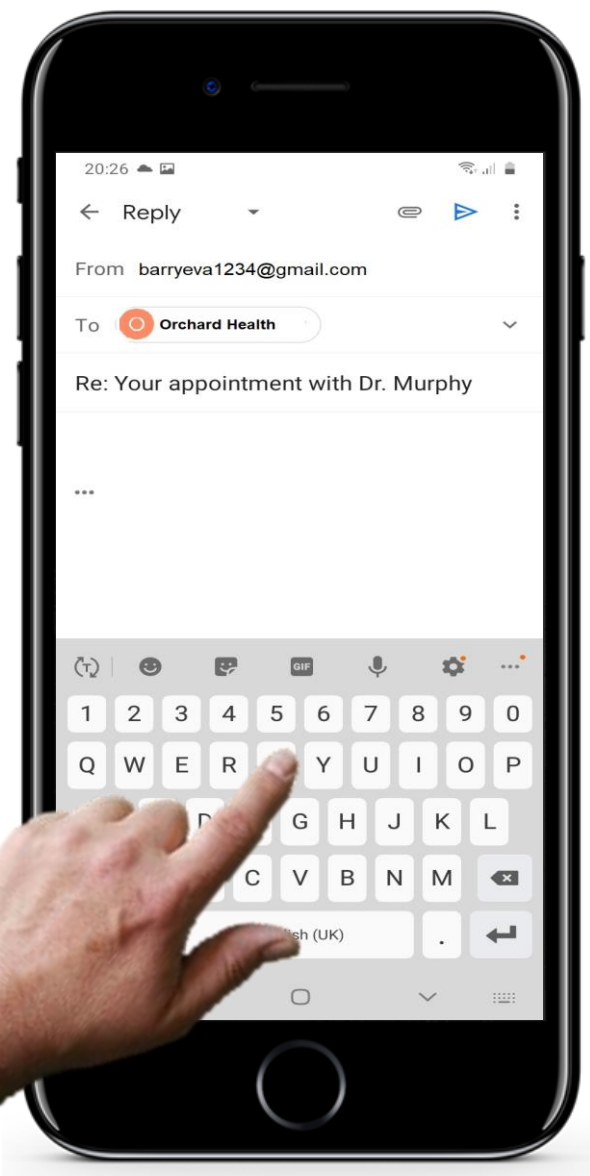 20:26
Reply
From barryeva1234@gmail.com
To Orchard Health
Re: Your appointment with Dr. Murphy
GIF
1 2 3 4 5 6 7 8 9 0
Q W E R Y U I O P
G H J K L
C V B N M
(UK)
.